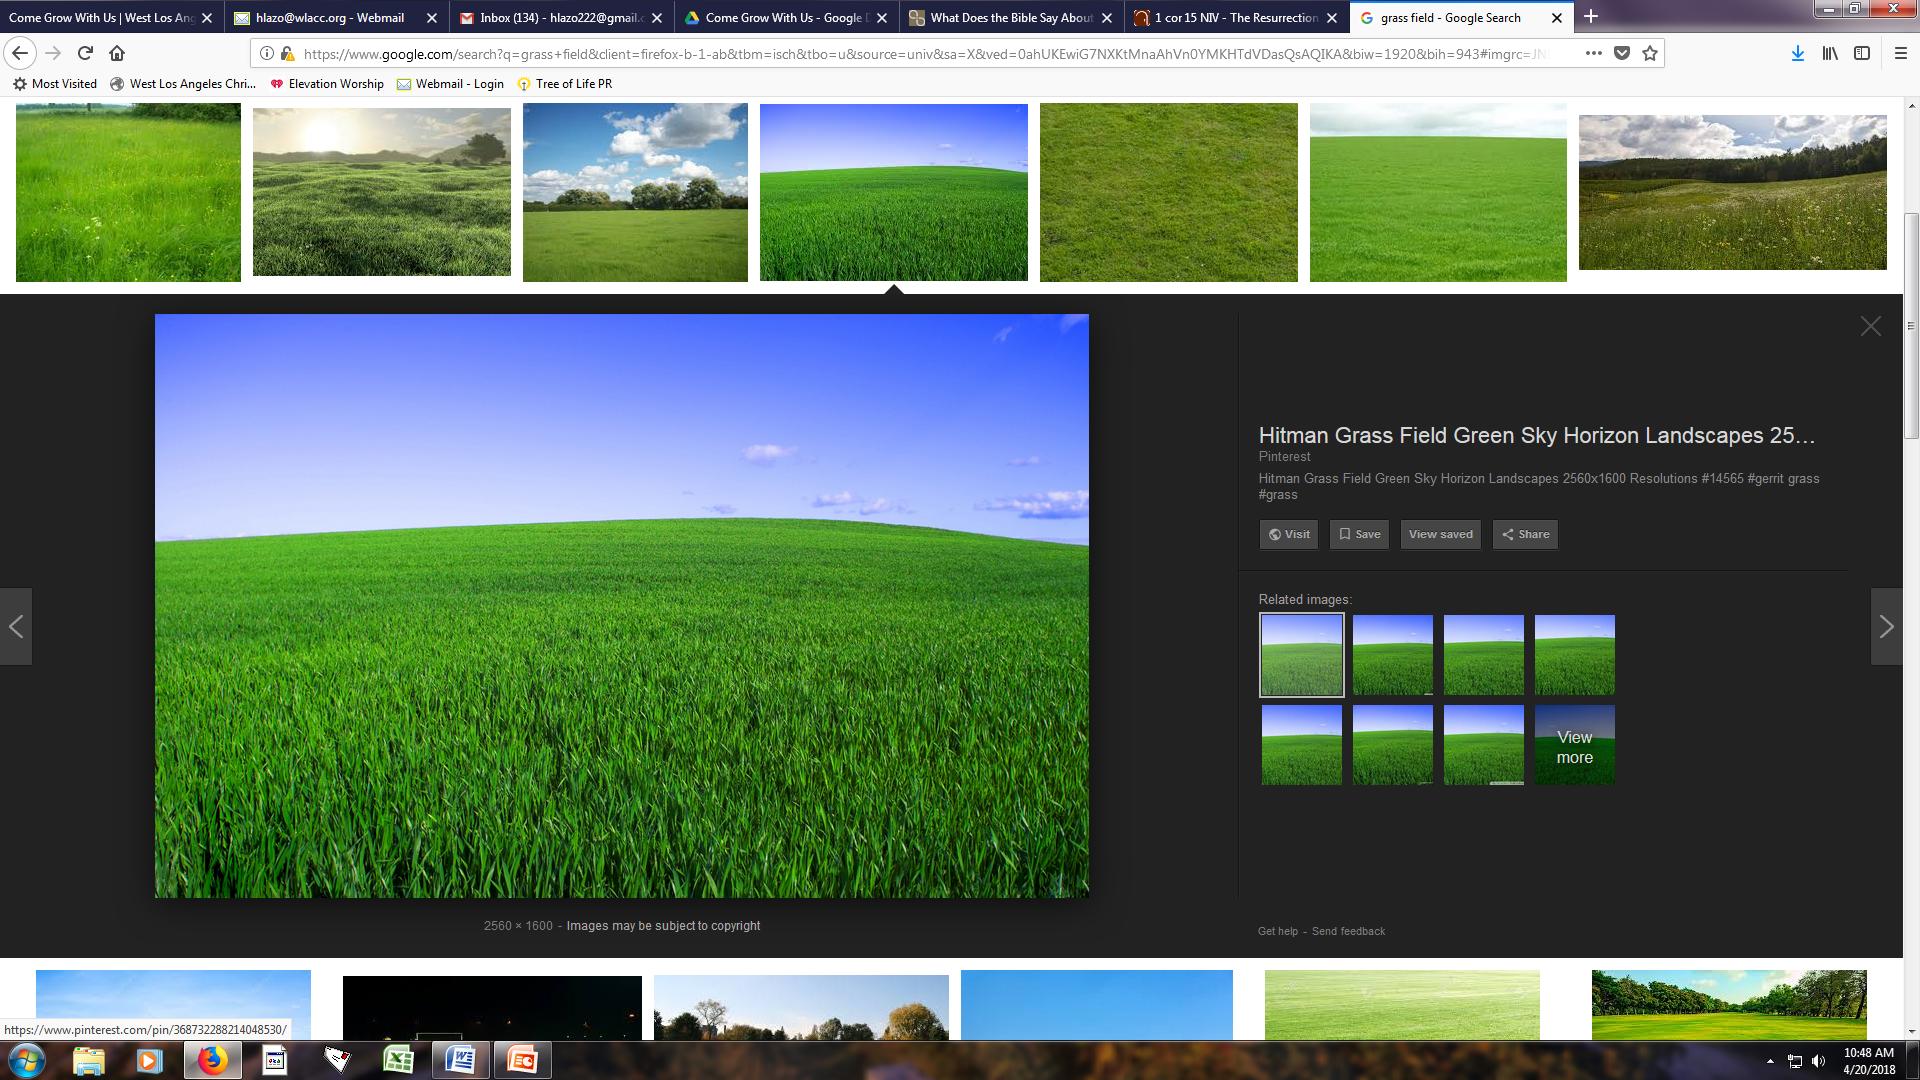 Come Grow With Us | West Los Ang
hlazo@wlacc.org - Webmail
Inbox (134) - hlazo222@gmail.c
Come Grow With Us - Google D
What Does the Bible Say About
1 cor 15 NIV - The Resurrection
grass field - Google Search
https://www.google.com/search?q=grass+field&client=firefox-b-1-ab&tbm=isch&tbo=u&source=univ&sa=X&ved=0ahUKEwiG7NXKtMnaAhVn0YMKHTdVDasQsAQIKA&biw=1920&bih=943#imgrc=JN
Most Visited
West Los Angeles Chri...
Elevation Worship
Webmail - Login
Tree of Life PR
Hitman Grass Field Green Sky Horizon Landscapes 25...
Pinterest
Hitman Grass Field Green Sky Horizon Landscapes 2560x1600 Resolutions #14565 #gerrit grass
#grass
Visit
Save
View saved
Share
Related images:
View
more
2560 × 1600 - Images may be subject to copyright
Get help - Send feedback
https://www.pinterest.com/pin/368732288214048530/
10:48 AM
4/20/2018